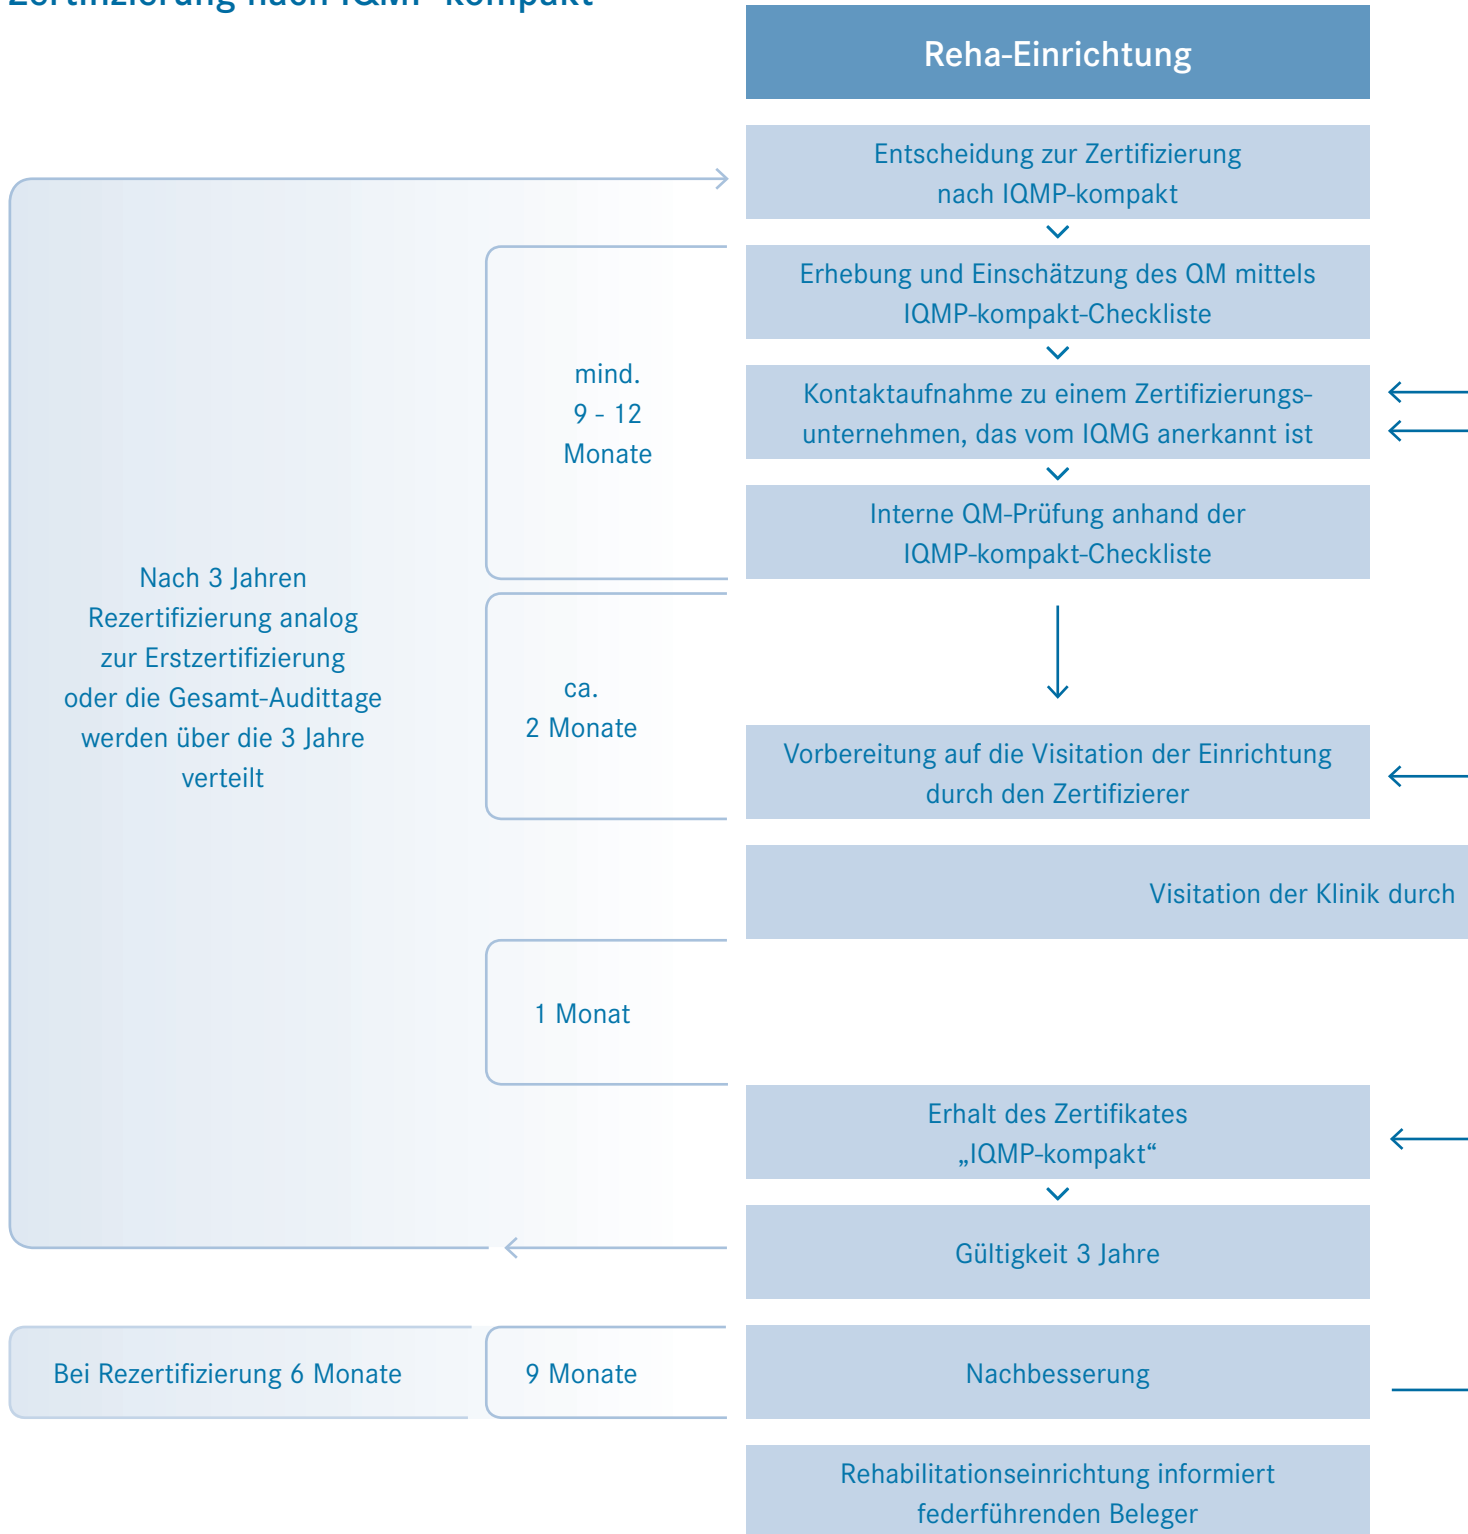 Zertifizierung nach IQMP-kompakt
Reha-Einrichtung
Entscheidung zur Zertifizierung
nach IQMP-kompakt
Erhebung und Einschätzung des QM mittels
IQMP-kompakt-Checkliste
mind.
9 - 12
Monate
Kontaktaufnahme zu einem Zertifizierungs-
unternehmen, das vom IQMG anerkannt ist
Interne QM-Prüfung anhand der
IQMP-kompakt-Checkliste
Nach 3 Jahren
Rezertifizierung analog
zur Erstzertifizierung
oder die Gesamt-Audittage
werden über die 3 Jahre
verteilt
ca.
2 Monate
Vorbereitung auf die Visitation der Einrichtung
durch den Zertifizierer
Visitation der Klinik durch
1 Monat
Erhalt des Zertifikates
„IQMP-kompakt“
Gültigkeit 3 Jahre
Bei Rezertifizierung 6 Monate
9 Monate
Nachbesserung
Rehabilitationseinrichtung informiert
federführenden Beleger